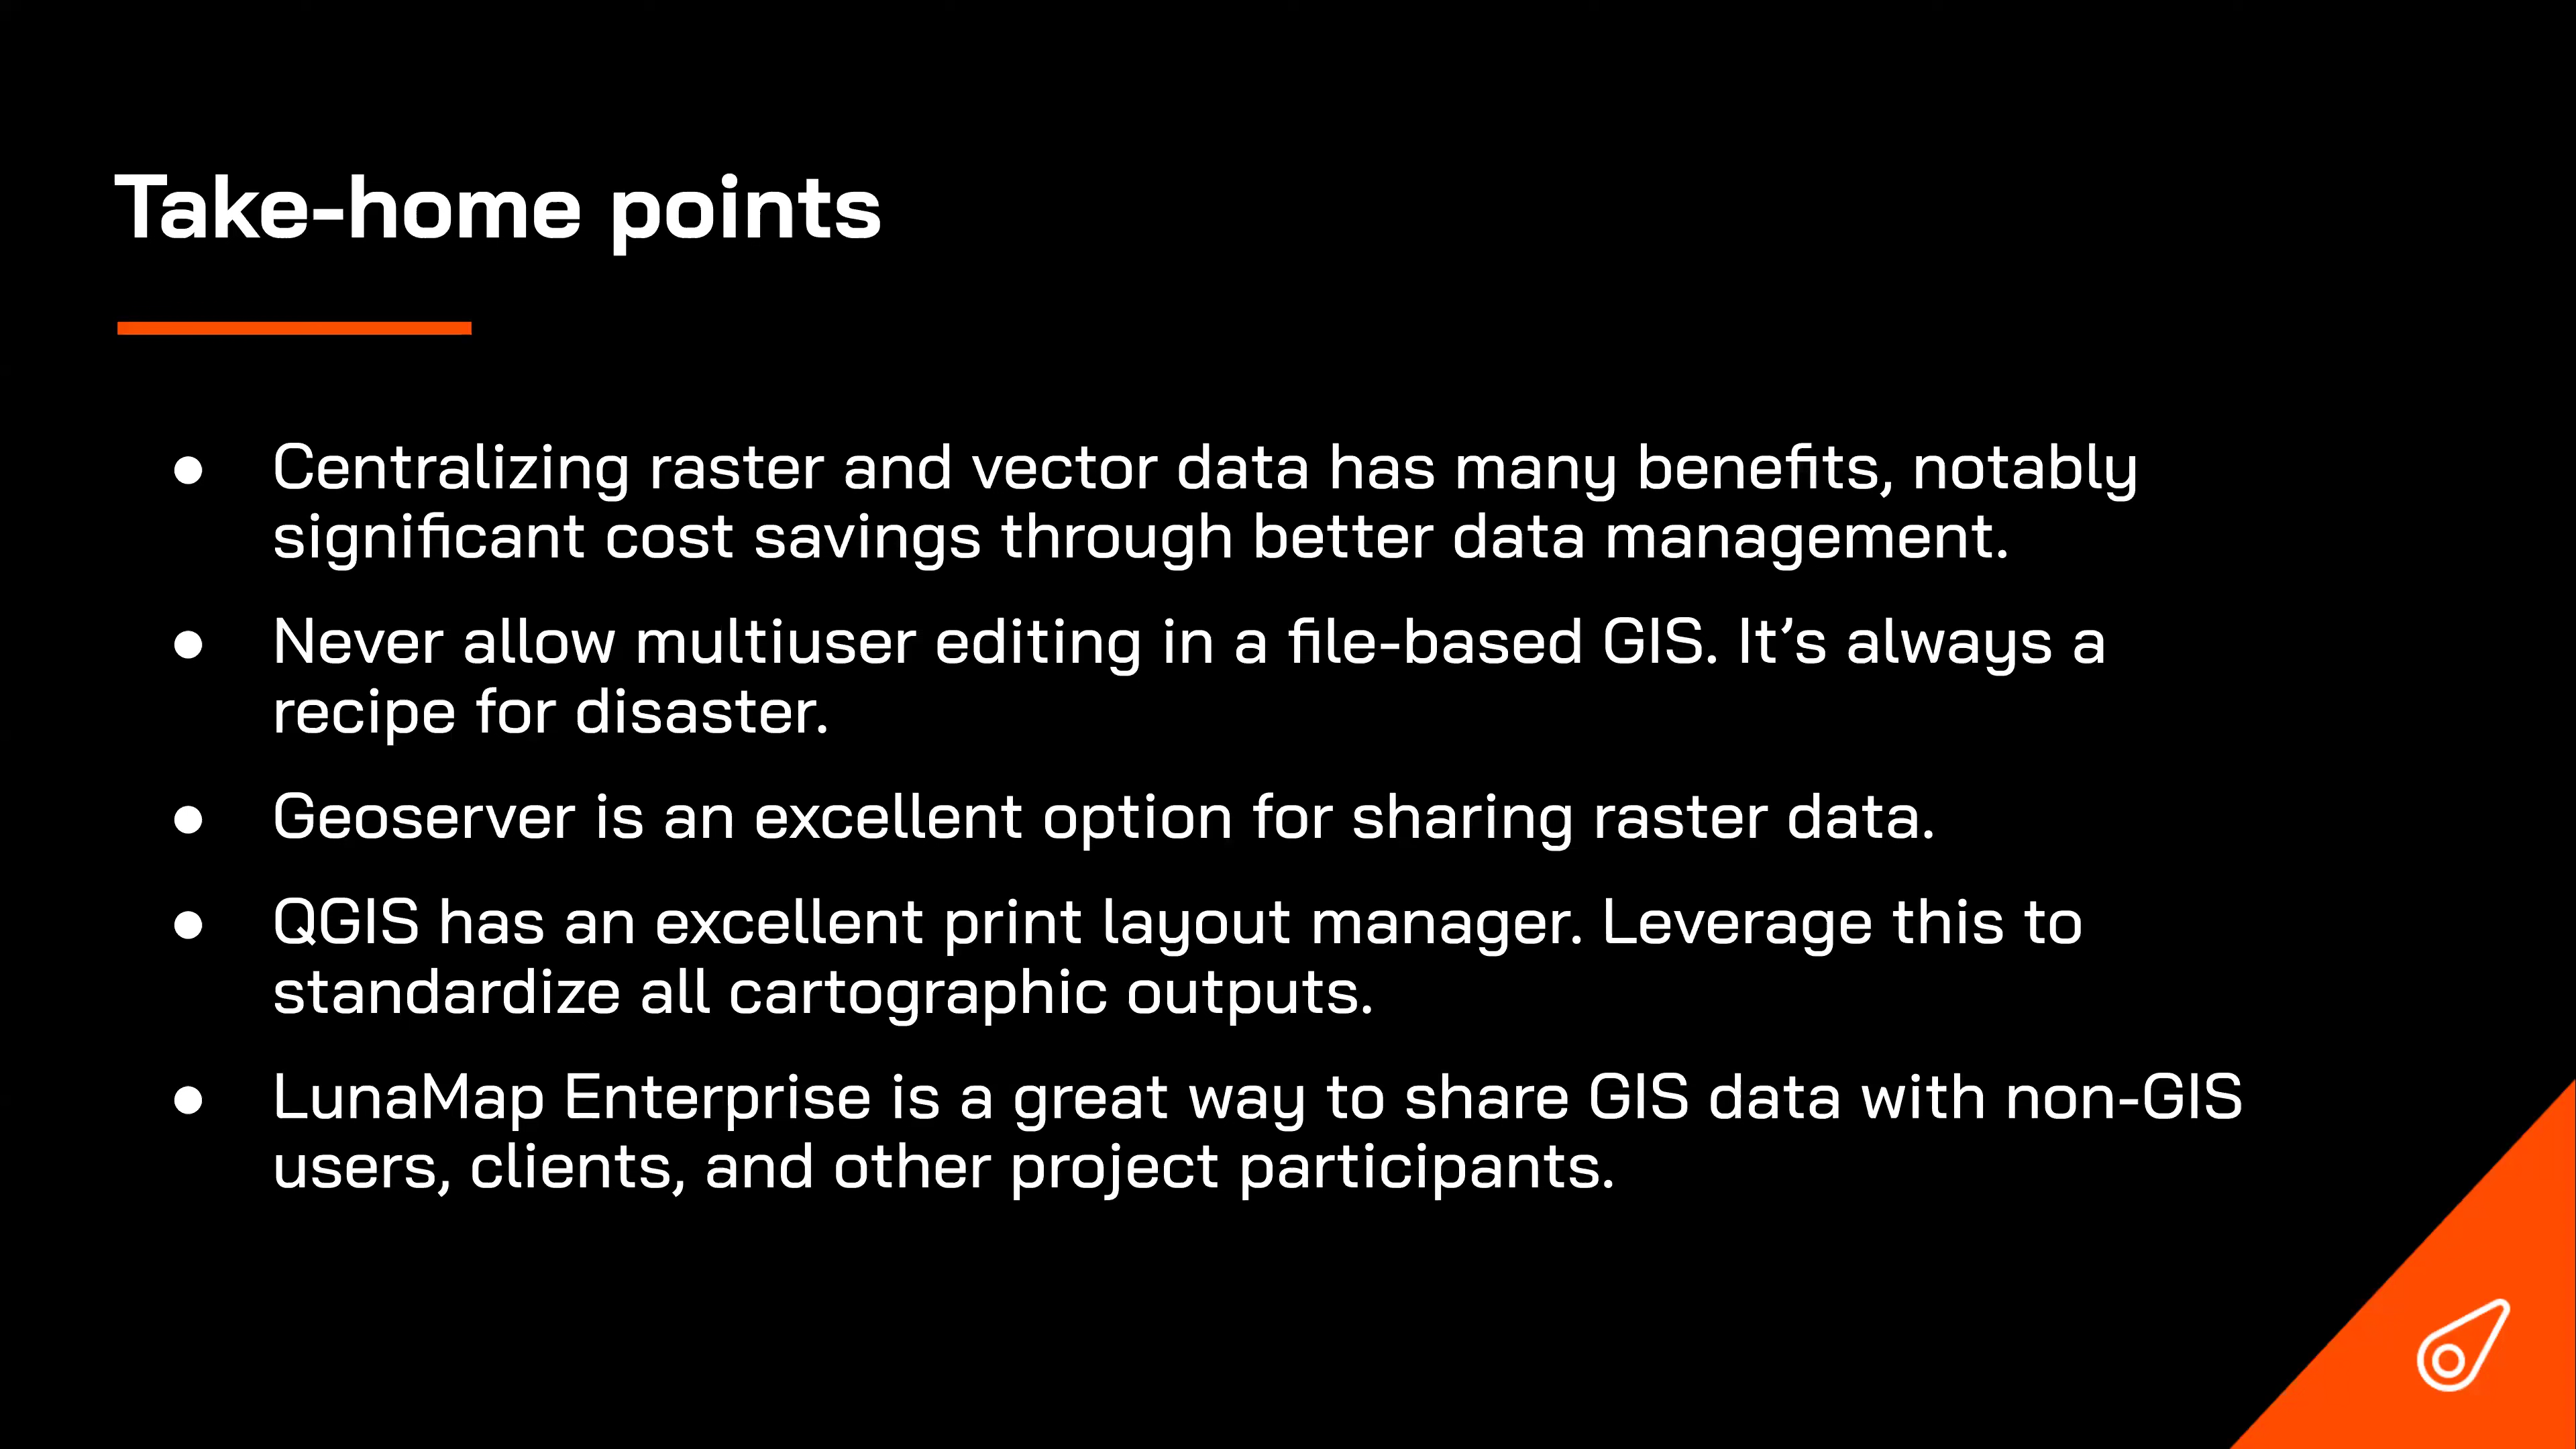 Take-home points
● Centralizing raster and vector data has many benefits, notably
significant cost savings through better data management.
● Never allow multiuser editing in a file-based GIS. It’s always a
recipe for disaster.
● Geoserver is an excellent option for sharing raster data.
● QGIS has an excellent print layout manager. Leverage this to
standardize all cartographic outputs.
● LunaMap Enterprise is a great way to share GIS data with non-GIS
users, clients, and other project participants.